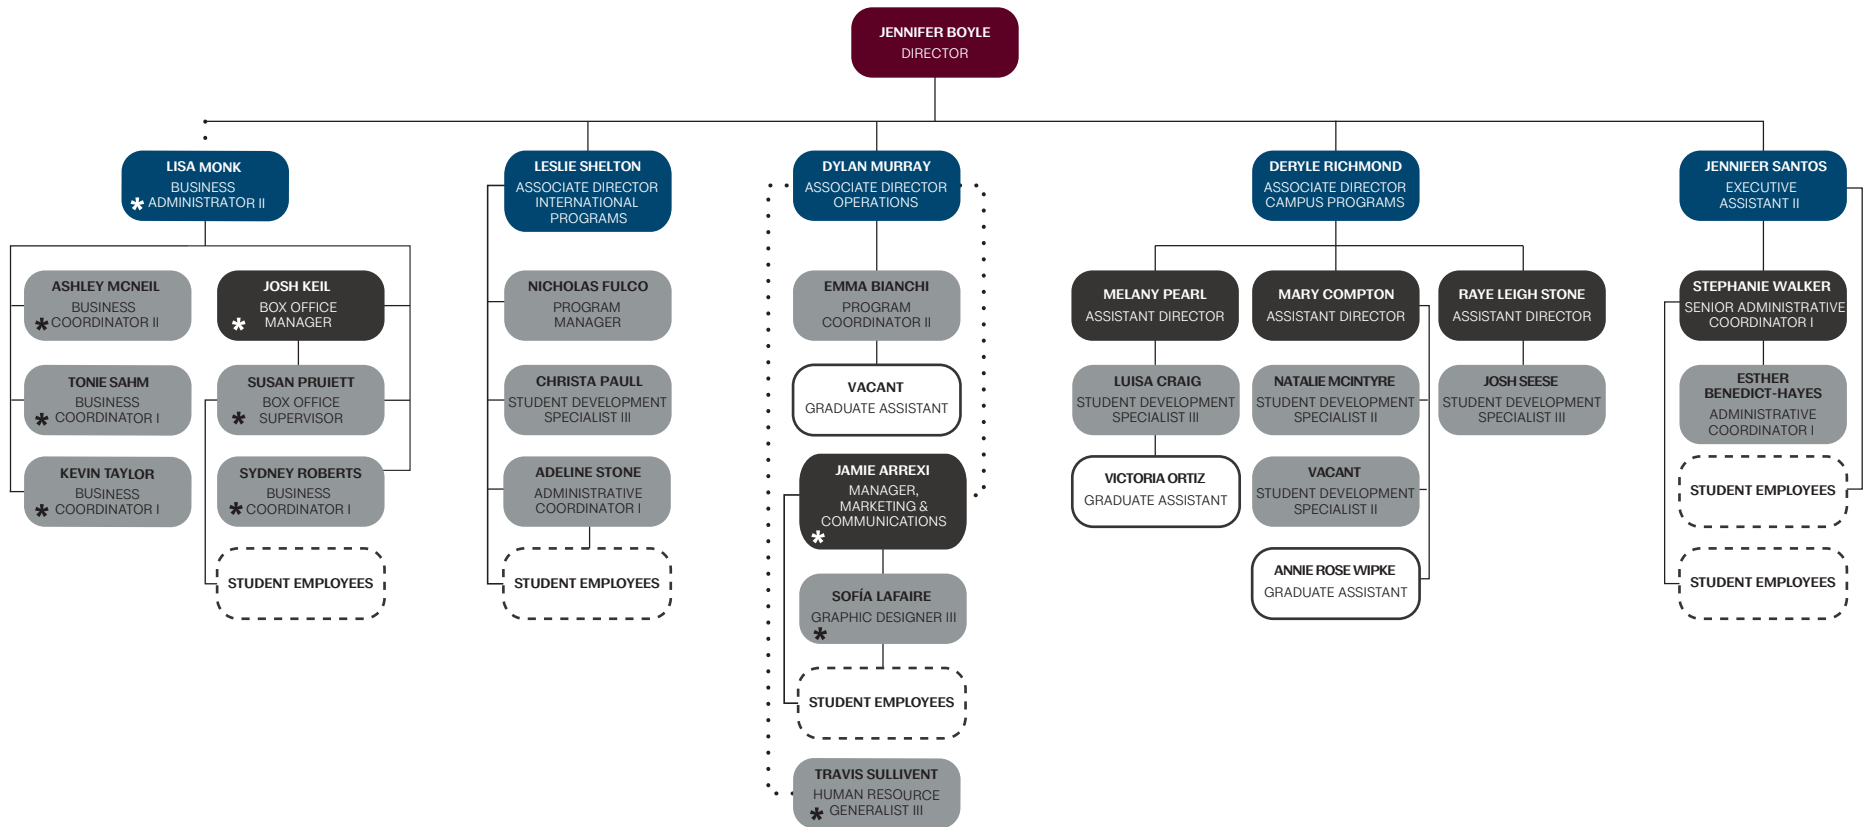 JENNIFER BOYLE
DIRECTOR
LISA MONK
BUSINESS
* ADMINISTRATOR II
LESLIE SHELTON
ASSOCIATE DIRECTOR
INTERNATIONAL
PROGRAMS
DYLAN MURRAY
ASSOCIATE DIRECTOR
OPERATIONS
DERYLE RICHMOND
ASSOCIATE DIRECTOR
CAMPUS PROGRAMS
JENNIFER SANTOS
EXECUTIVE
ASSISTANT II
ASHLEY MCNEIL
BUSINESS
* COORDINATOR II
JOSH KEIL
BOX OFFICE
* MANAGER
TONIE SAHM
BUSINESS
* COORDINATOR I
SUSAN PRUIETT
BOX OFFICE
* SUPERVISOR
KEVIN TAYLOR
BUSINESS
* COORDINATOR I
SYDNEY ROBERTS
BUSINESS
* COORDINATOR I
STUDENT EMPLOYEES
NICHOLAS FULCO
PROGRAM
MANAGER
CHRISTA PAULL
STUDENT DEVELOPMENT
SPECIALIST III
ADELINE STONE
ADMINISTRATIVE
COORDINATOR I
STUDENT EMPLOYEES
EMMA BIANCHI
PROGRAM
COORDINATOR II
VACANT
GRADUATE ASSISTANT
JAMIE ARREXI
MANAGER,
MARKETING &
COMMUNICATIONS
*
SOFÍA LAFAIRE
GRAPHIC DESIGNER III
*
STUDENT EMPLOYEES
TRAVIS SULLIVENT
HUMAN RESOURCE
* GENERALIST III
MELANY PEARL
ASSISTANT DIRECTOR
LUISA CRAIG
STUDENT DEVELOPMENT
SPECIALIST III
VICTORIA ORTIZ
GRADUATE ASSISTANT
MARY COMPTON
ASSISTANT DIRECTOR
NATALIE MCINTYRE
STUDENT DEVELOPMENT
SPECIALIST II
VACANT
STUDENT DEVELOPMENT
SPECIALIST II
ANNIE ROSE WIPKE
GRADUATE ASSISTANT
RAYE LEIGH STONE
ASSISTANT DIRECTOR
JOSH SEESE
STUDENT DEVELOPMENT
SPECIALIST III
STEPHANIE WALKER
SENIOR ADMINISTRATIVE
COORDINATOR I
ESTHER
BENEDICT-HAYES
ADMINISTRATIVE
COORDINATOR I
STUDENT EMPLOYEES
STUDENT EMPLOYEES